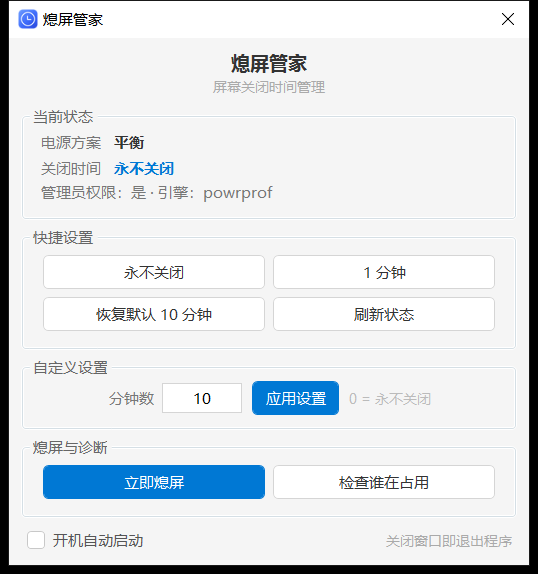 熄屏管家
熄屏管家
屏幕关闭时间管理
当前状态
电源方案 平衡
关闭时间 永不关闭
管理员权限：是 · 引擎：powrprof
快捷设置
永不关闭 1 分钟
恢复默认 10 分钟 刷新状态
自定义设置
分钟数 10 应用设置 0 = 永不关闭
熄屏与诊断
立即熄屏 检查谁在占用
开机自动启动 关闭窗口即退出程序